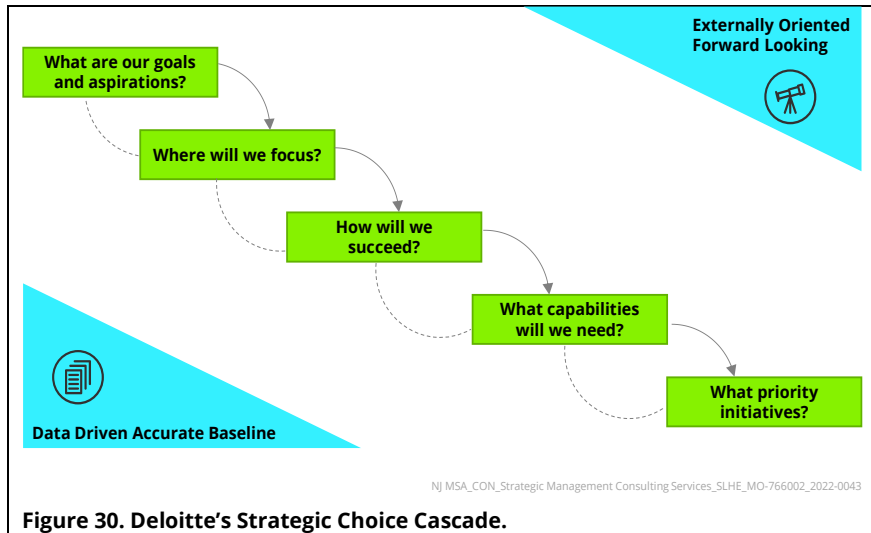 Externally Oriented
Forward Looking
What are our goals
and aspirations?
Where will we focus?
How will we
succeed?
What capabilities
will we need?
What priority
initiatives?
Data Driven Accurate Baseline
NJ MSA_CON_Strategic Management Consulting Services_SLHE_MO-766002_2022-0043
Figure 30. Deloitte’s Strategic Choice Cascade.